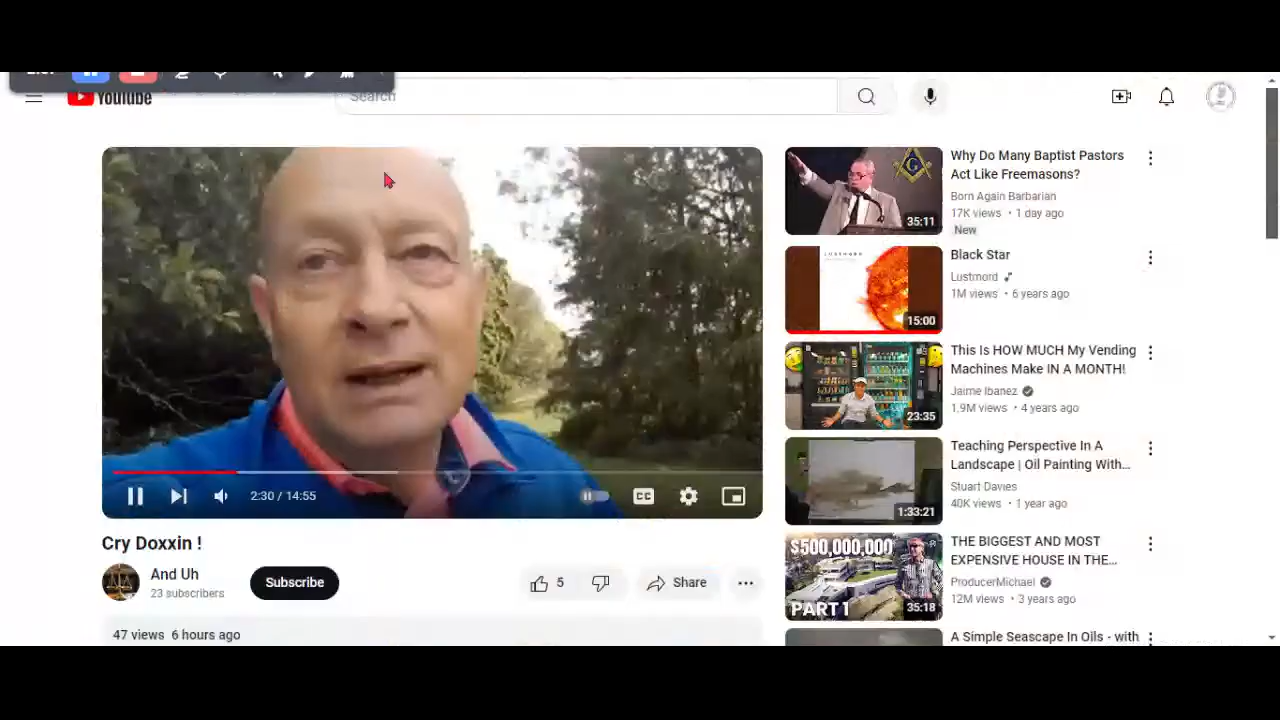 YouTube
Search
2:30 / 14:55
CC
Cry Doxxin !
And Uh
23 subscribers
Subscribe
5
Share
47 views 6 hours ago
G
35:11
Why Do Many Baptist Pastors
Act Like Freemasons?
Born Again Barbarian
17K views • 1 day ago
New
LUSTMORD
15:00
Black Star
Lustmord
1M views • 6 years ago
23:35
This Is HOW MUCH My Vending
Machines Make IN A MONTH!
Jaime Ibanez
1.9M views • 4 years ago
1:33:21
Teaching Perspective In A
Landscape | Oil Painting With...
Stuart Davies
40K views • 1 year ago
$500,000,000
PART 1
35:18
THE BIGGEST AND MOST
EXPENSIVE HOUSE IN THE...
ProducerMichael
12M views • 3 years ago
A Simple Seascape In Oils - with